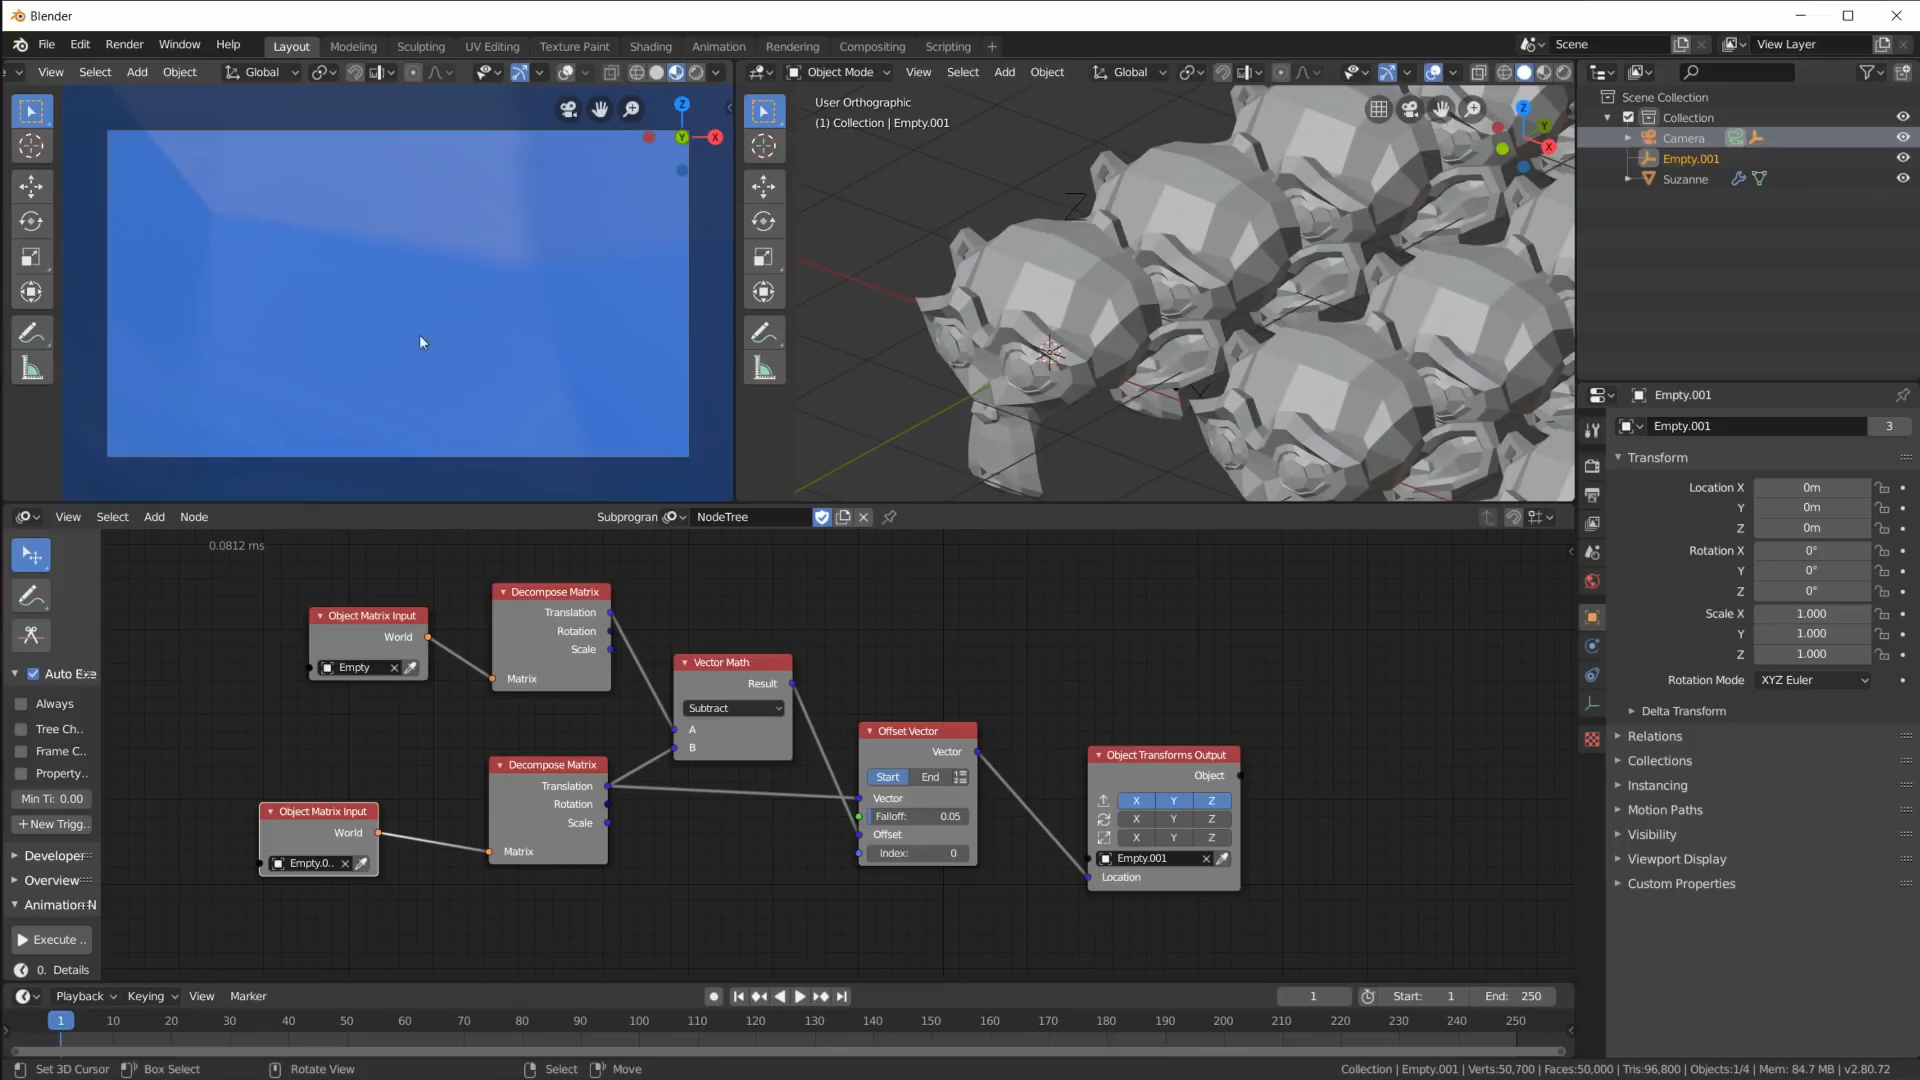 Blender
File Edit Render Window Help Layout Modeling Sculpting UV Editing Texture Paint Shading Animation Rendering Compositing Scripting + Scene View Layer
View Select Add Object Global Object Mode View Select Add Object Global
User Orthographic
(1) Collection | Empty.001
Z
X
Y
Z
Y
X
Scene Collection
Collection
Camera
Empty.001
Suzanne
Empty.001
Empty.001 3
Transform
Location X 0m
Y 0m
Z 0m
Rotation X 0°
Y 0°
Z 0°
Scale X 1.000
Y 1.000
Z 1.000
Rotation Mode XYZ Euler
Delta Transform
Relations
Collections
Instancing
Motion Paths
Visibility
Viewport Display
Custom Properties
View Select Add Node Subprogran NodeTree
0.0812 ms
Auto Exe
Always
Tree Ch..
Frame C..
Property..
Min Ti: 0.00
New Trigg..
Developer
Overview
Animation N
Execute ..
0. Details
Object Matrix Input
World
Empty
Decompose Matrix
Translation
Rotation
Scale
Matrix
Object Matrix Input
World
Empty.0..
Decompose Matrix
Translation
Rotation
Scale
Matrix
Vector Math
Result
Subtract
A
B
Offset Vector
Vector
Start End
Vector
Falloff: 0.05
Offset
Index: 0
Object Transforms Output
Object
X Y Z
X Y Z
X Y Z
Empty.001
Location
Playback Keying View Marker 1 Start: 1 End: 250
1 10 20 30 40 50 60 70 80 90 100 110 120 130 140 150 160 170 180 190 200 210 220 230 240 250
Set 3D Cursor Box Select Rotate View Select Move Collection | Empty.001 | Verts:50,700 | Faces:50,000 | Tris:96,800 | Objects:1/4 | Mem: 84.7 MB | v2.80.72